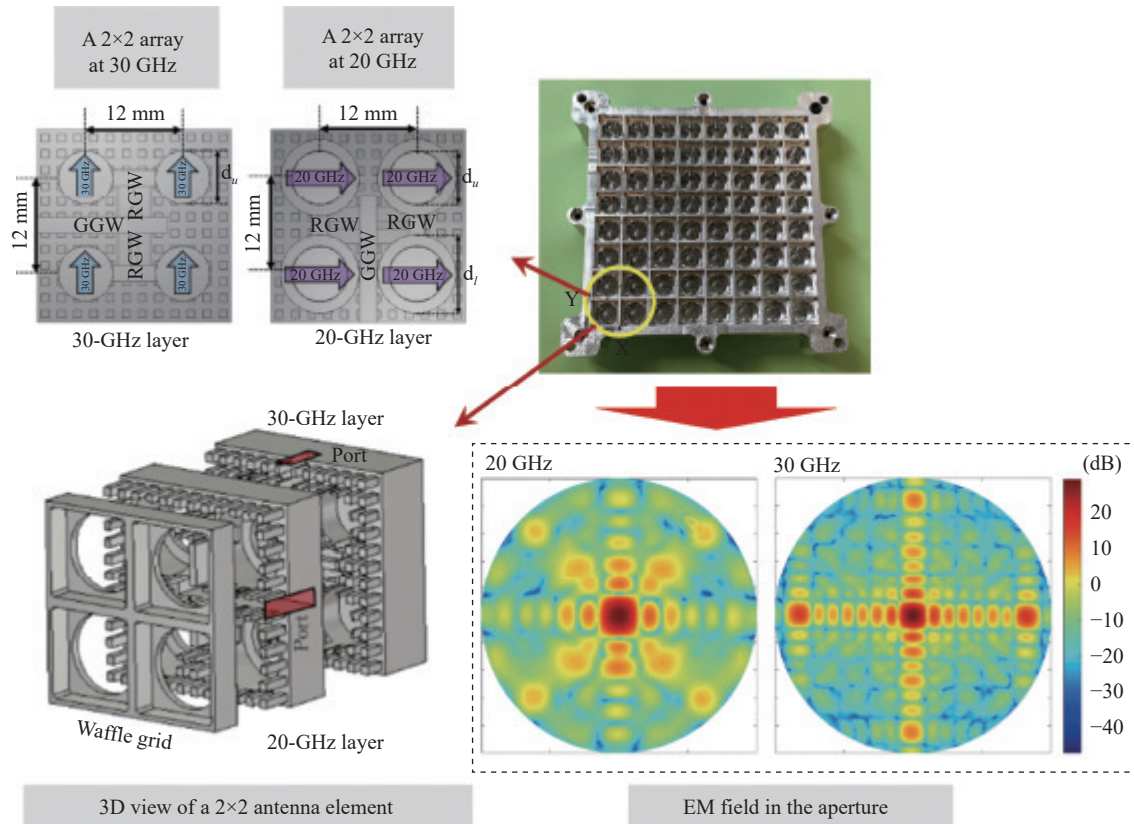 A 2×2 array
at 30 GHz
A 2×2 array
at 20 GHz
12 mm
12 mm
30 GHz
30 GHz
dᵤ
RGW
GGW
RGW
12 mm
30 GHz
30 GHz
30-GHz layer
20 GHz
20 GHz
dᵤ
RGW
RGW
GGW
12 mm
20 GHz
20 GHz
dₗ
20-GHz layer
Y
X
30-GHz layer
Port
Port
Waffle grid
20-GHz layer
20 GHz
30 GHz
(dB)
20
10
0
−10
−20
−30
−40
3D view of a 2×2 antenna element
EM field in the aperture